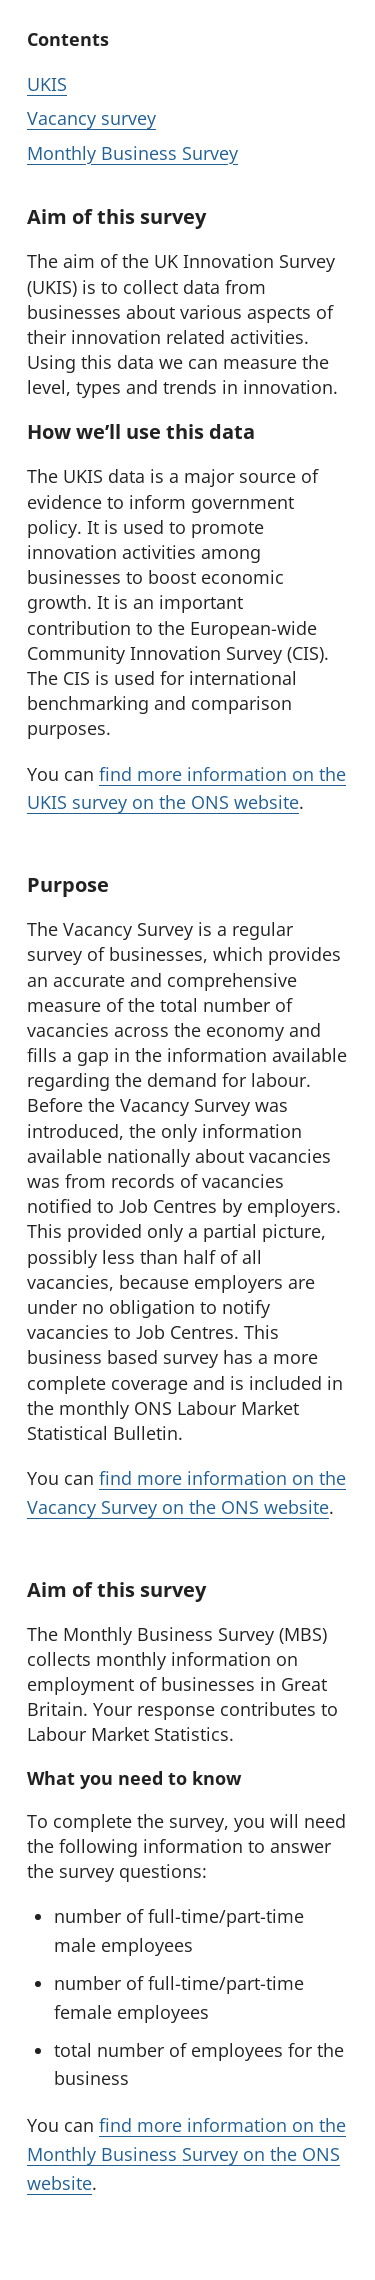 Contents
UKIS
Vacancy survey
Monthly Business Survey
Aim of this survey
The aim of the UK Innovation Survey
(UKIS) is to collect data from
businesses about various aspects of
their innovation related activities.
Using this data we can measure the
level, types and trends in innovation.
How we’ll use this data
The UKIS data is a major source of
evidence to inform government
policy. It is used to promote
innovation activities among
businesses to boost economic
growth. It is an important
contribution to the European-wide
Community Innovation Survey (CIS).
The CIS is used for international
benchmarking and comparison
purposes.
You can find more information on the
UKIS survey on the ONS website.
Purpose
The Vacancy Survey is a regular
survey of businesses, which provides
an accurate and comprehensive
measure of the total number of
vacancies across the economy and
fills a gap in the information available
regarding the demand for labour.
Before the Vacancy Survey was
introduced, the only information
available nationally about vacancies
was from records of vacancies
notified to Job Centres by employers.
This provided only a partial picture,
possibly less than half of all
vacancies, because employers are
under no obligation to notify
vacancies to Job Centres. This
business based survey has a more
complete coverage and is included in
the monthly ONS Labour Market
Statistical Bulletin.
You can find more information on the
Vacancy Survey on the ONS website.
Aim of this survey
The Monthly Business Survey (MBS)
collects monthly information on
employment of businesses in Great
Britain. Your response contributes to
Labour Market Statistics.
What you need to know
To complete the survey, you will need
the following information to answer
the survey questions:
• number of full-time/part-time
male employees
• number of full-time/part-time
female employees
• total number of employees for the
business
You can find more information on the
Monthly Business Survey on the ONS
website.